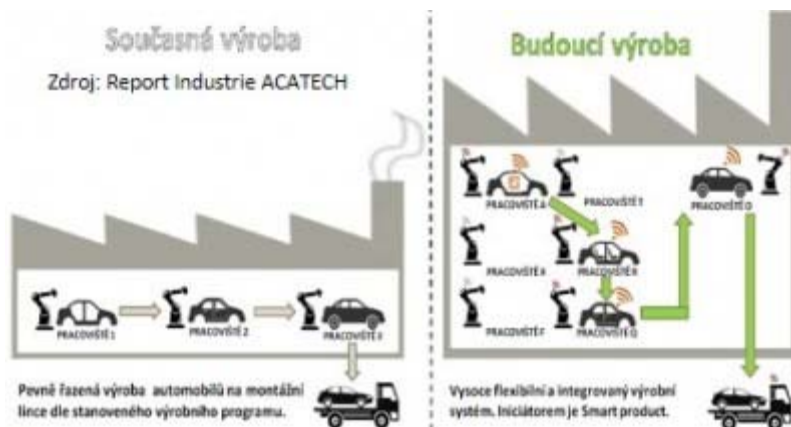 Současná výroba
Zdroj: Report Industrie ACATECH
PRACOVIŠTĚ 1
PRACOVIŠTĚ 2
PRACOVIŠTĚ 3
Pevně řazená výroba automobilů na montážní
lince dle stanoveného výrobního programu.
Budoucí výroba
PRACOVIŠTĚ A
PRACOVIŠTĚ
PRACOVIŠTĚ
PRACOVIŠTĚ
PRACOVIŠTĚ
PRACOVIŠTĚ F
PRACOVIŠTĚ
Vysoce flexibilní a integrovaný výrobní
systém. Iniciátorem je Smart product.